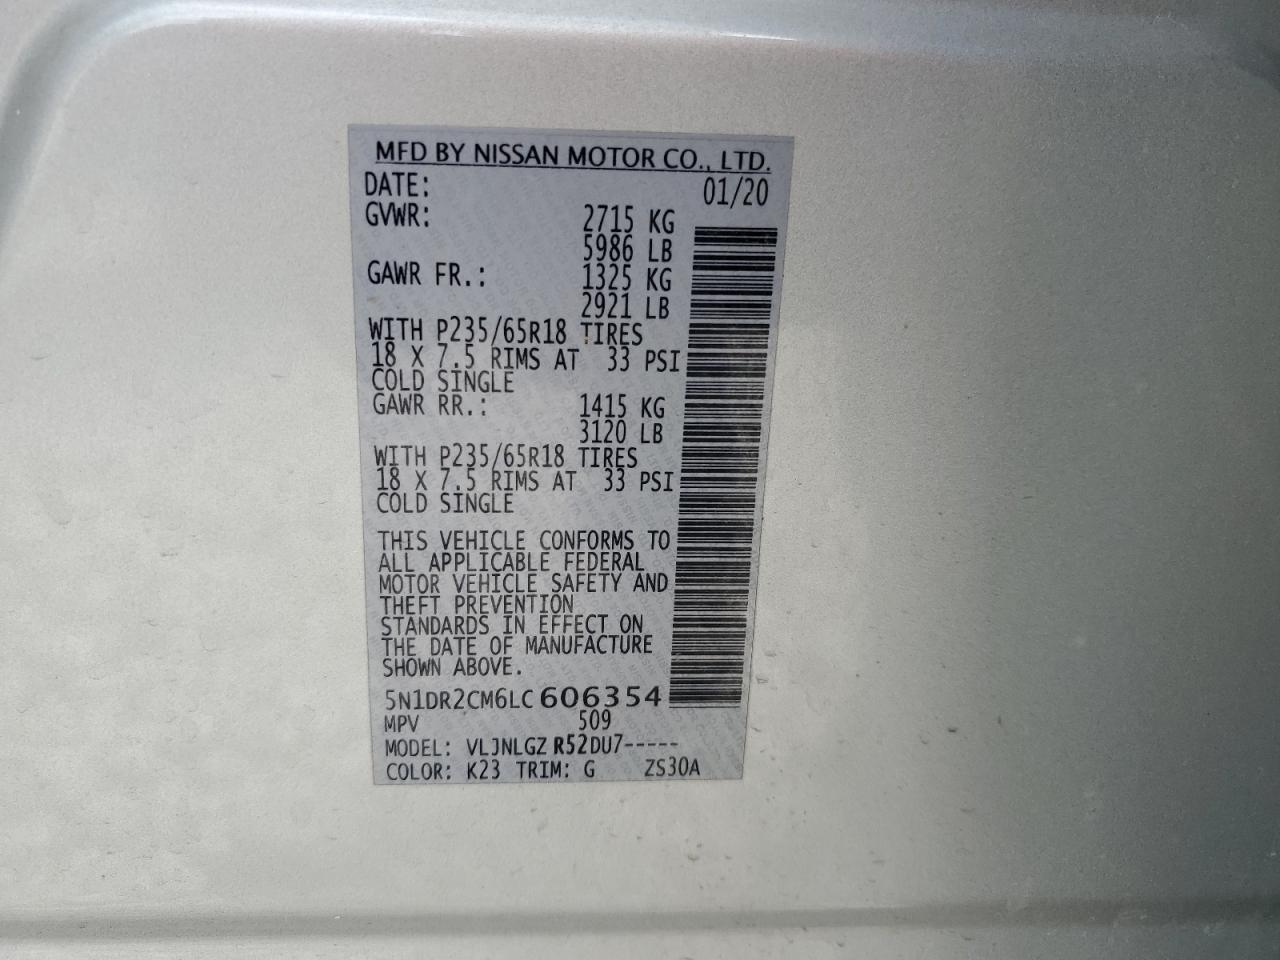 MFD BY NISSAN MOTOR CO., LTD.
DATE: 01/20
GVWR: 2715 KG
5986 LB
GAWR FR.: 1325 KG
2921 LB
WITH P235/65R18 TIRES
18 X 7.5 RIMS AT 33 PSI
COLD SINGLE
GAWR RR.: 1415 KG
3120 LB
WITH P235/65R18 TIRES
18 X 7.5 RIMS AT 33 PSI
COLD SINGLE
THIS VEHICLE CONFORMS TO
ALL APPLICABLE FEDERAL
MOTOR VEHICLE SAFETY AND
THEFT PREVENTION
STANDARDS IN EFFECT ON
THE DATE OF MANUFACTURE
SHOWN ABOVE.
5N1DR2CM6LC606354
MPV 509
MODEL: VLJNLGZ R52DU7-----
COLOR: K23 TRIM: G ZS30A